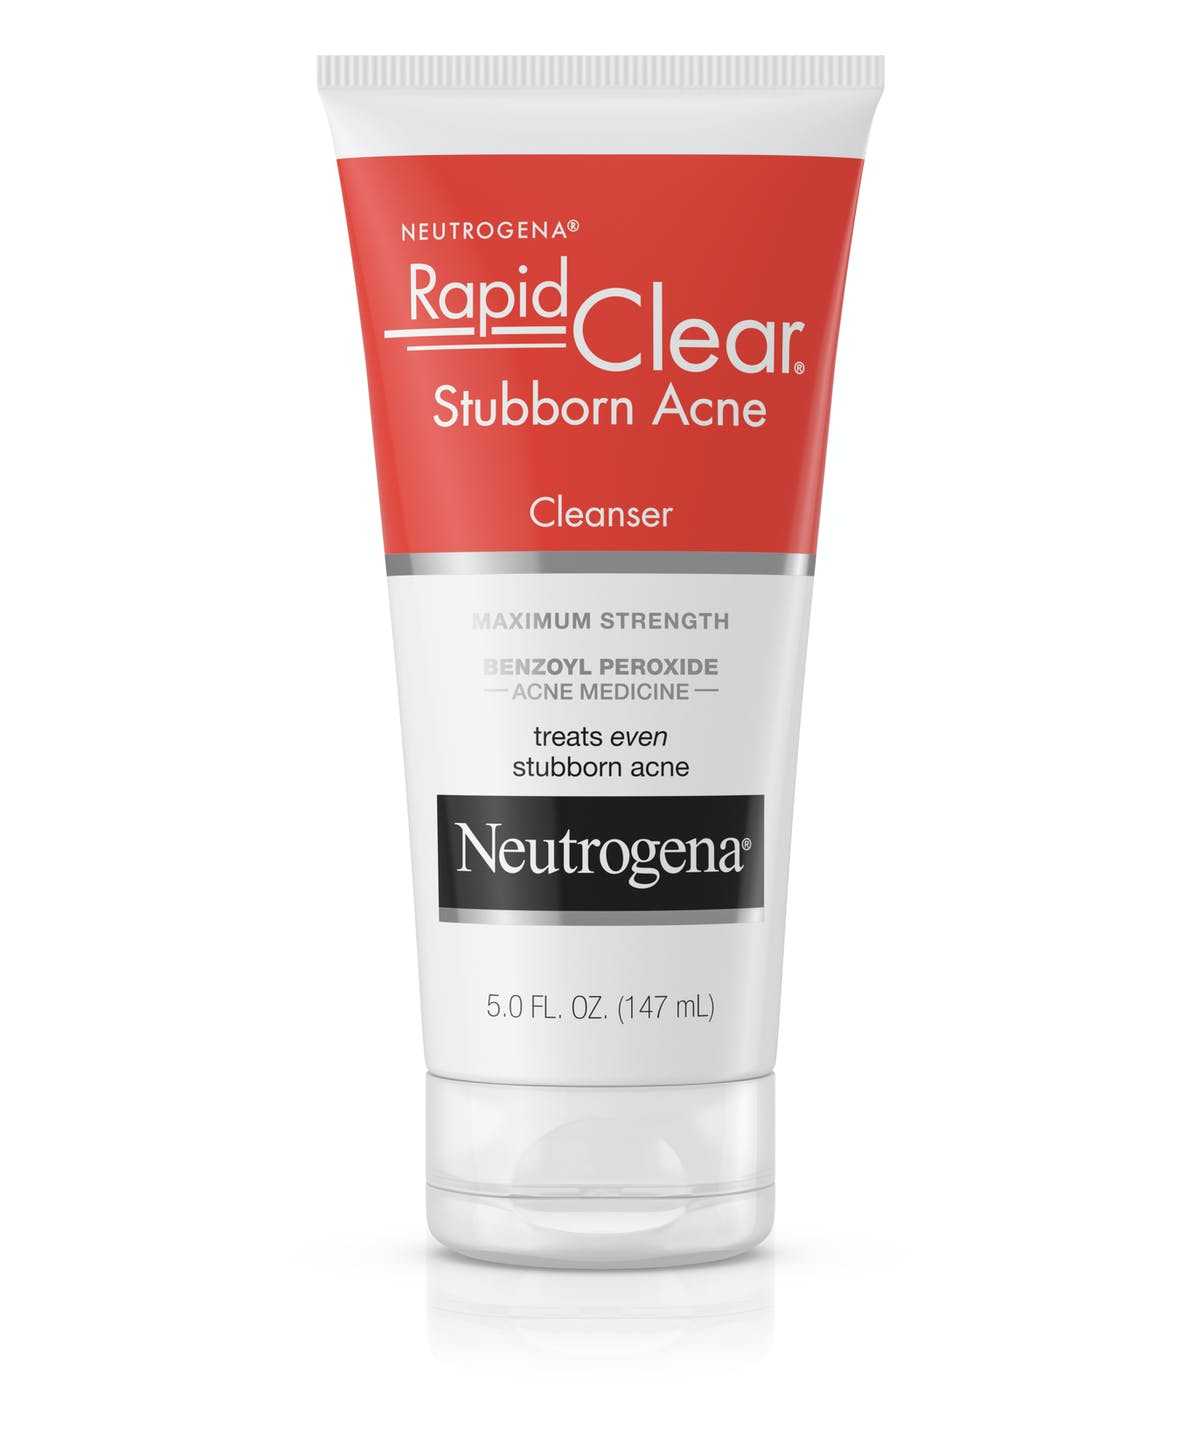 NEUTROGENA®
Rapid Clear®
Stubborn Acne
Cleanser
MAXIMUM STRENGTH
BENZOYL PEROXIDE
— ACNE MEDICINE —
treats even
stubborn acne
Neutrogena®
5.0 FL. OZ. (147 mL)